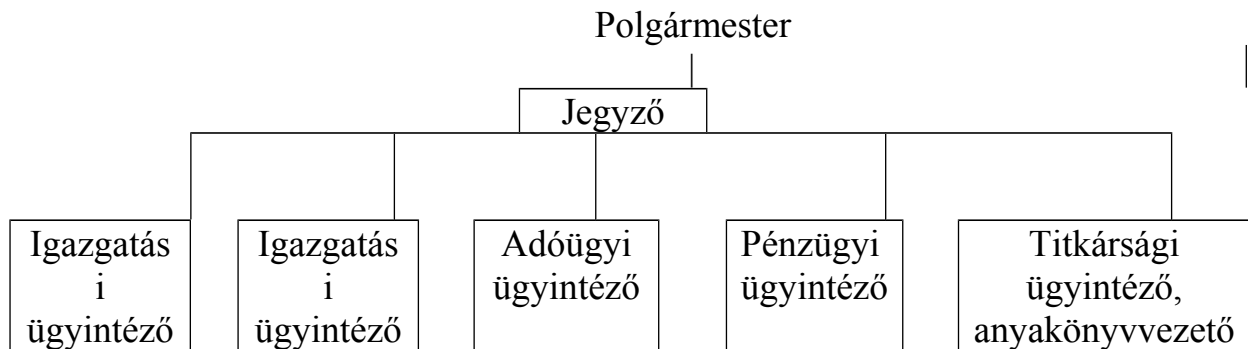 Polgármester
Jegyző
Igazgatás
i
ügyintéző
Igazgatás
i
ügyintéző
Adóügyi
ügyintéző
Pénzügyi
ügyintéző
Titkársági
ügyintéző,
anyakönyvvezető